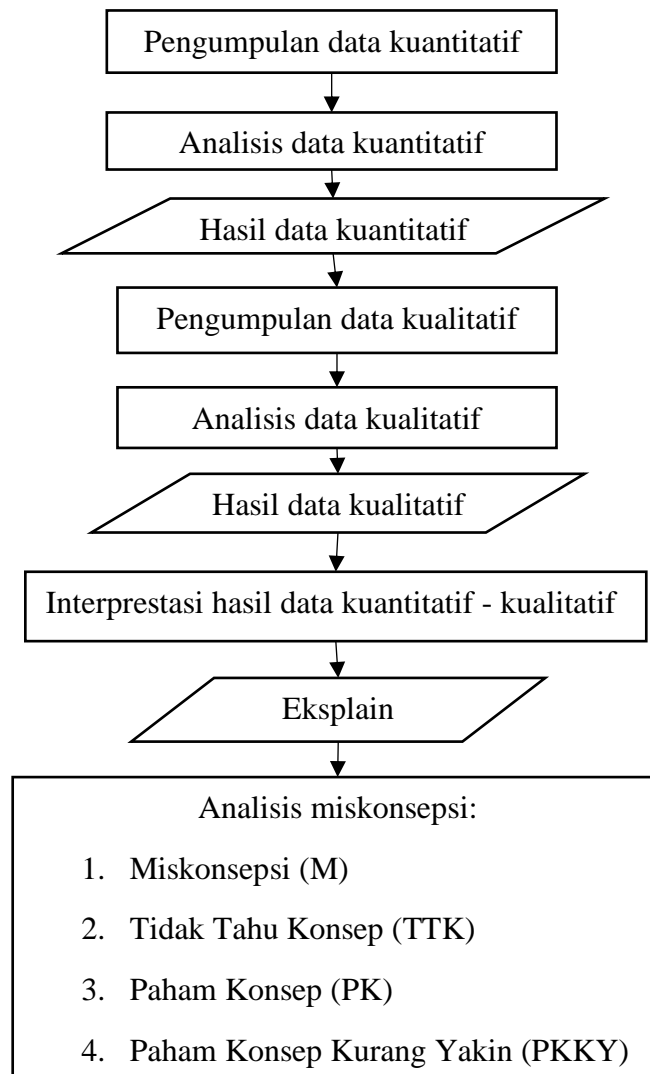 Pengumpulan data kuantitatif
Analisis data kuantitatif
Hasil data kuantitatif
Pengumpulan data kualitatif
Analisis data kualitatif
Hasil data kualitatif
Interprestasi hasil data kuantitatif - kualitatif
Eksplain
Analisis miskonsepsi:
1. Miskonsepsi (M)
2. Tidak Tahu Konsep (TTK)
3. Paham Konsep (PK)
4. Paham Konsep Kurang Yakin (PKKY)